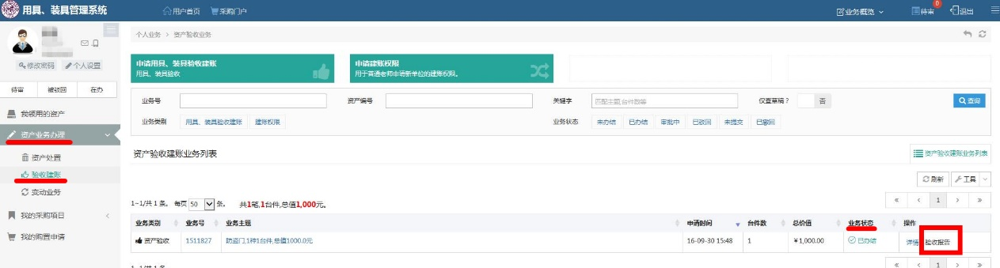 用具、装具管理系统 用户首页 采购门户 业务概览 待审 0 退出
个人业务 > 资产验收业务
修改密码 个人设置
待审 被驳回 在办
我领用的资产
资产业务办理
资产处置
验收建账
变动业务
我的采购项目
我的购置申请
申请用具、装具验收建账
用具、装具验收
申请建账权限
用于普通老师申请新单位的建账权限。
业务号 资产编号 关键字 匹配主题,台件数等 仅查草稿? 否 查询
业务类别 用具、装具验收建账 建账权限 业务状态 未办结 已办结 审批中 已驳回 未提交 已撤回
资产验收建账业务列表 资产验收建账业务列表
刷新 工具
1-1/共 1 条。 每页 50 条。 共1笔,1台件,总值1,000元。 « ‹ 1 › »
业务类别 业务号 业务主题 申请时间 台件数 总价值 业务状态 操作
资产验收 1511827 防盗门,1种1台件,总值1000.0元 16-09-30 15:48 1 ¥1,000.00 已办结 详情 验收报告
1-1/共 1 条 « ‹ 1 › »